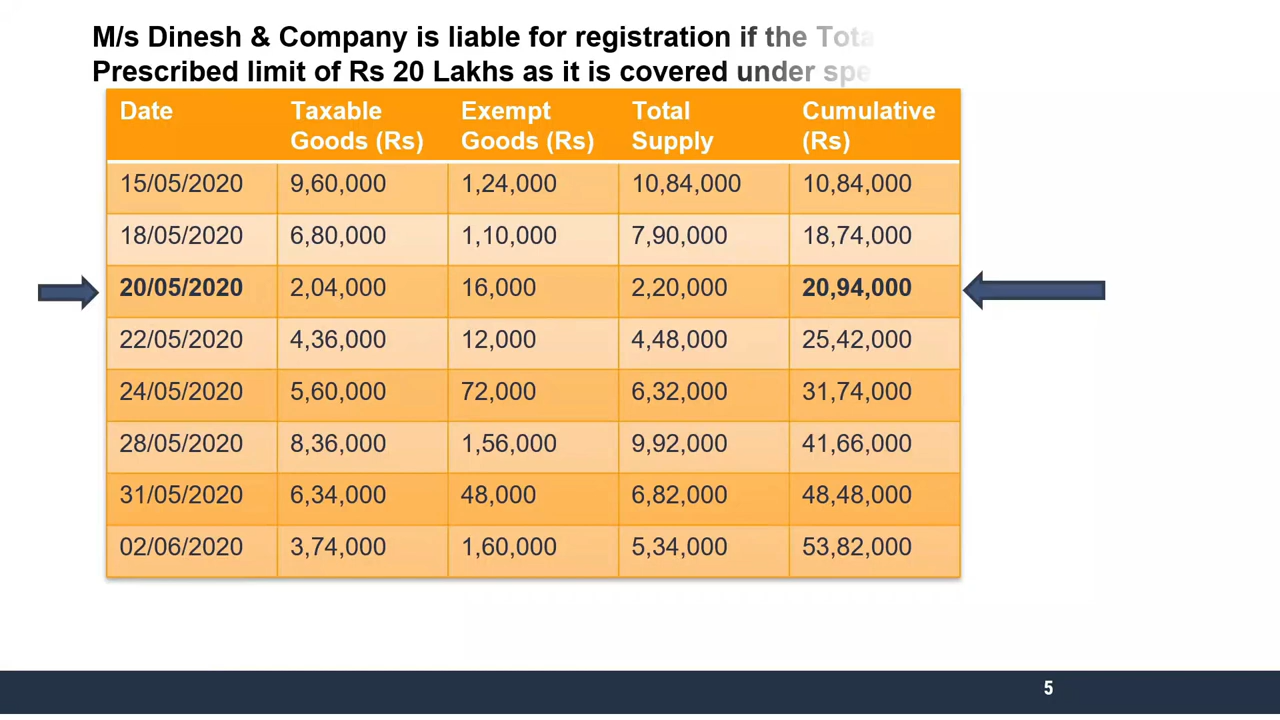 M/s Dinesh & Company is liable for registration if the
Prescribed limit of Rs 20 Lakhs as it is covered under
Date Taxable Goods (Rs) Exempt Goods (Rs) Total Supply Cumulative (Rs)
15/05/2020 9,60,000 1,24,000 10,84,000 10,84,000
18/05/2020 6,80,000 1,10,000 7,90,000 18,74,000
20/05/2020 2,04,000 16,000 2,20,000 20,94,000
22/05/2020 4,36,000 12,000 4,48,000 25,42,000
24/05/2020 5,60,000 72,000 6,32,000 31,74,000
28/05/2020 8,36,000 1,56,000 9,92,000 41,66,000
31/05/2020 6,34,000 48,000 6,82,000 48,48,000
02/06/2020 3,74,000 1,60,000 5,34,000 53,82,000
5